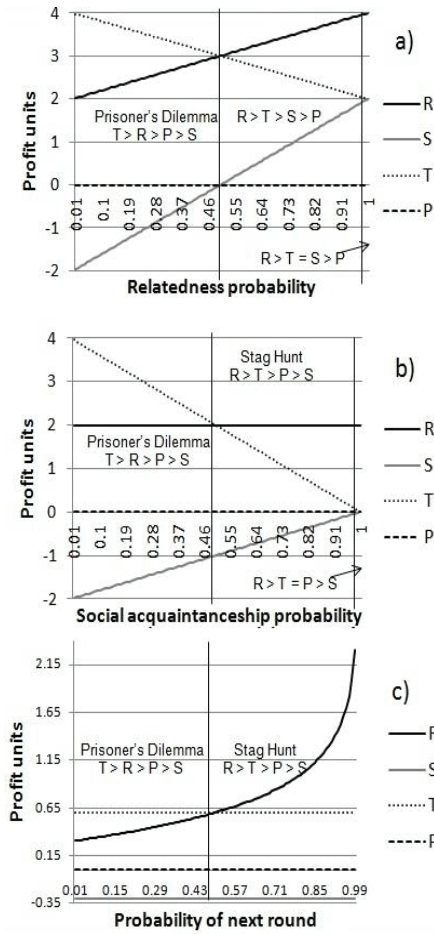 a)
4
3
2
1
0
-1
-2
Profit units
Prisoner's Dilemma
T > R > P > S
R > T > S > P
R > T = S > P
0.01 0.1 0.19 0.28 0.37 0.46 0.55 0.64 0.73 0.82 0.91 1
Relatedness probability
R
S
T
P
b)
4
3
2
1
0
-1
-2
Profit units
Stag Hunt
R > T > P > S
Prisoner's Dilemma
T > R > P > S
R > T = P > S
0.01 0.1 0.19 0.28 0.37 0.46 0.55 0.64 0.73 0.82 0.91 1
Social acquaintanceship probability
R
S
T
P
c)
2.15
1.65
1.15
0.65
0.15
-0.35
Profit units
Prisoner's Dilemma
T > R > P > S
Stag Hunt
R > T > P > S
0.01 0.15 0.29 0.43 0.57 0.71 0.85 0.99
Probability of next round